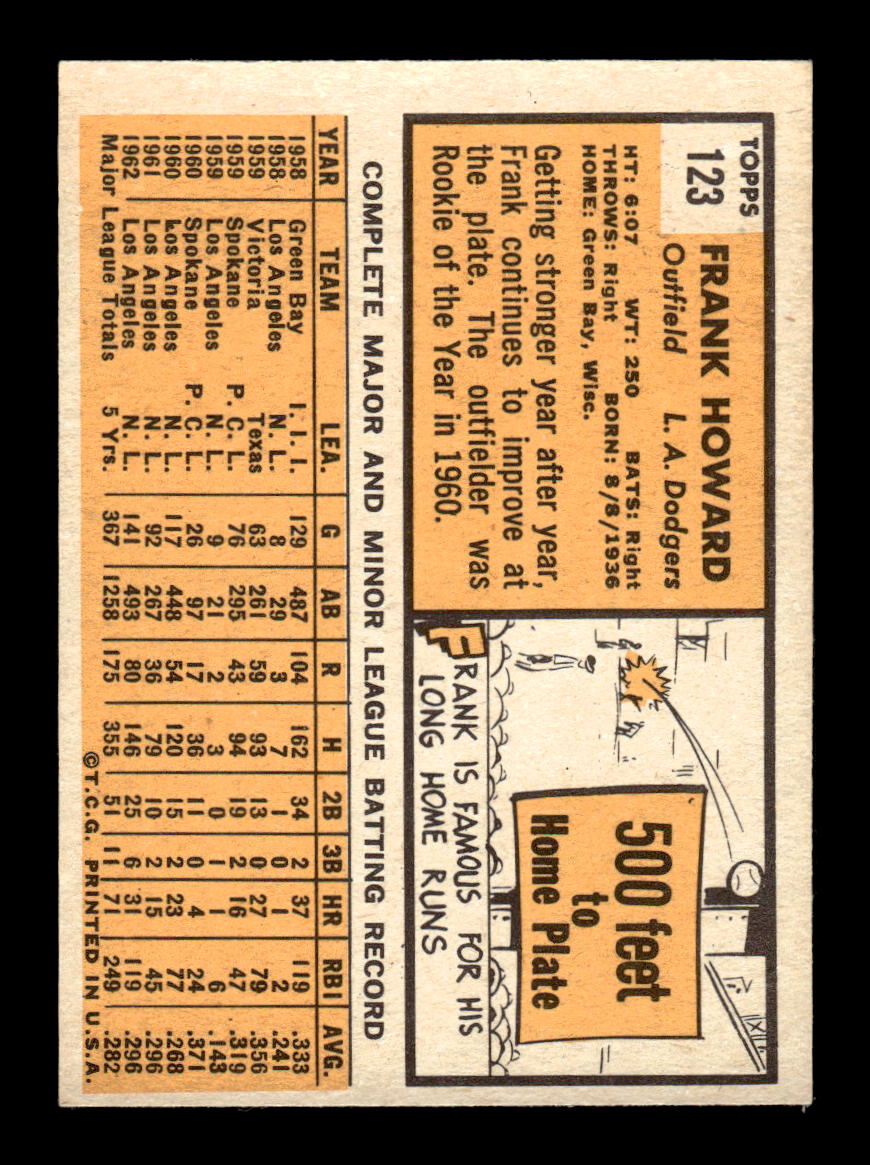 TOPPS
123
FRANK HOWARD
Outfield L. A. Dodgers
HT: 6:07 WT: 250 BATS: Right
THROWS: Right BORN: 8/8/1936
HOME: Green Bay, Wisc.
Getting stronger year after year,
Frank continues to improve at
the plate. The outfielder was
Rookie of the Year in 1960.
500 feet
to
Home Plate
FRANK IS FAMOUS FOR HIS
LONG HOME RUNS
COMPLETE MAJOR AND MINOR LEAGUE BATTING RECORD
YEAR TEAM LEA. G AB R H 2B 3B HR RBI AVG.
1958 Green Bay I. I. I. 129 487 104 162 34 2 37 119 .333
1958 Los Angeles N. L. 8 29 3 7 1 0 1 2 .241
1959 Victoria Texas 63 261 59 93 13 0 27 79 .356
1959 Spokane P. C. L. 76 295 43 94 19 2 16 47 .319
1959 Los Angeles N. L. 9 21 2 3 0 1 1 6 .143
1960 Spokane P. C. L. 26 97 17 36 11 0 4 24 .371
1960 Los Angeles N. L. 117 448 54 120 15 2 23 77 .268
1961 Los Angeles N. L. 92 267 36 79 10 2 15 45 .296
1962 Los Angeles N. L. 141 493 80 146 25 6 31 119 .296
Major League Totals 5 Yrs. 367 1258 175 355 51 11 71 249 .282
©T.C.G. PRINTED IN U.S.A.